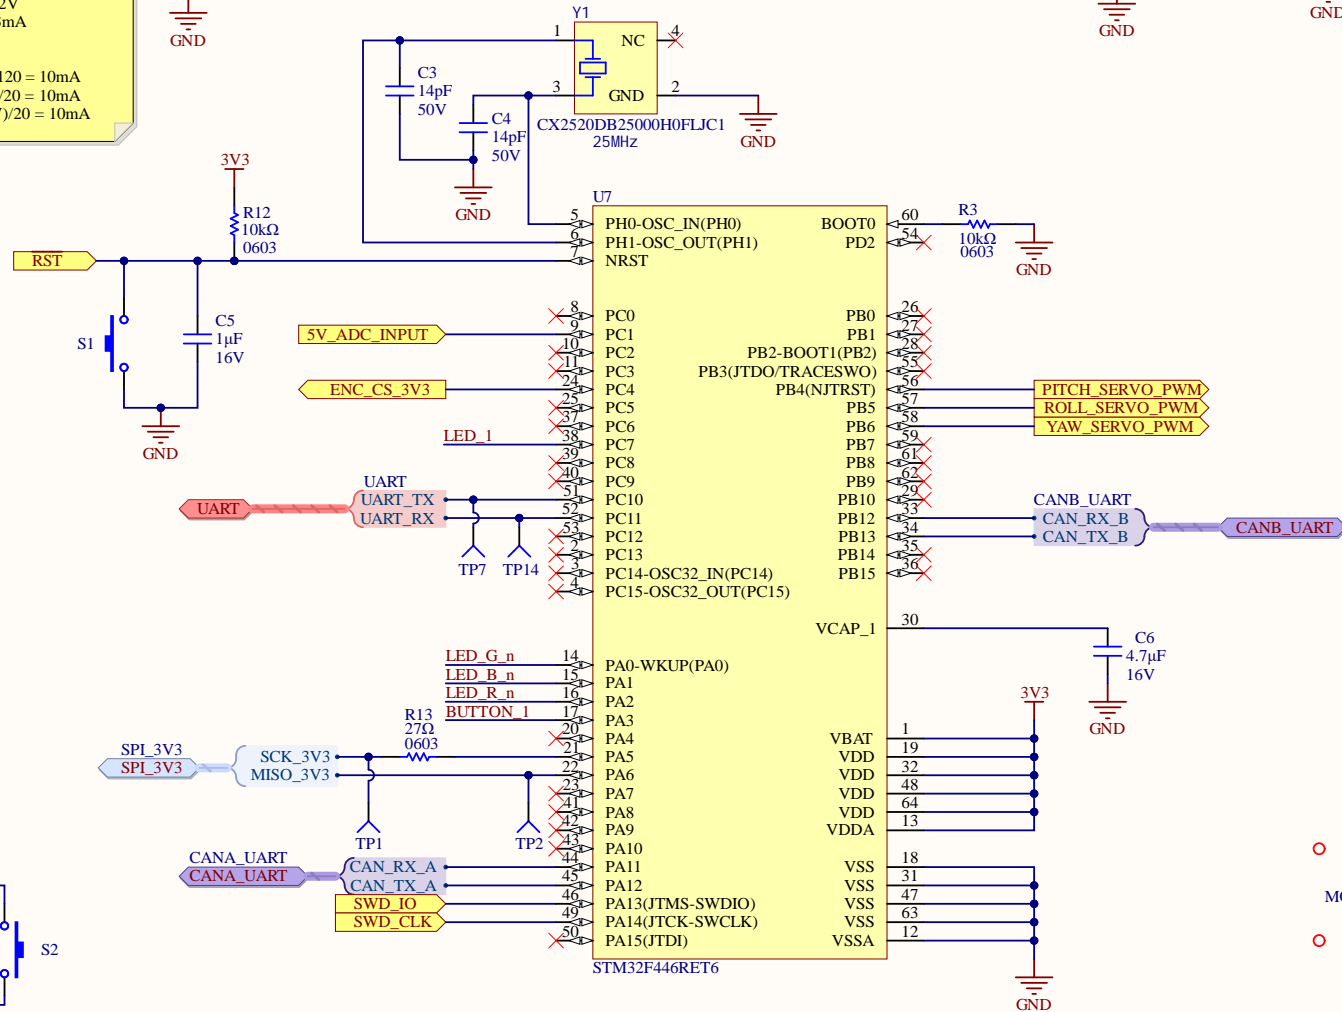 2V
mA
120 = 10mA
/20 = 10mA
)/20 = 10mA
GND
GND
GND
Y1
1
NC
4
3
GND
2
CX2520DB25000H0FLJC1
25MHz
GND
C3
14pF
50V
C4
14pF
50V
GND
3V3
R12
10kΩ
0603
RST
S1
C5
1µF
16V
GND
U7
5 PH0-OSC_IN(PH0)
6 PH1-OSC_OUT(PH1)
7 NRST
8 PC0
5V_ADC_INPUT 9 PC1
10 PC2
11 PC3
ENC_CS_3V3 24 PC4
25 PC5
37 PC6
LED_1 38 PC7
39 PC8
40 PC9
UART
UART
UART_TX 51 PC10
UART_RX 52 PC11
53 PC12
2 PC13
3 PC14-OSC32_IN(PC14)
4 PC15-OSC32_OUT(PC15)
TP7
TP14
LED_G_n 14 PA0-WKUP(PA0)
LED_B_n 15 PA1
LED_R_n 16 PA2
BUTTON_1 17 PA3
20 PA4
R13
27Ω
0603
SPI_3V3
SPI_3V3
SCK_3V3 21 PA5
MISO_3V3 22 PA6
23 PA7
41 PA8
42 PA9
43 PA10
TP1
TP2
CANA_UART
CANA_UART
CAN_RX_A 44 PA11
CAN_TX_A 45 PA12
SWD_IO 46 PA13(JTMS-SWDIO)
SWD_CLK 49 PA14(JTCK-SWCLK)
50 PA15(JTDI)
STM32F446RET6
BOOT0 60
PD2 54
R3
10kΩ
0603
GND
PB0 26
PB1 27
PB2-BOOT1(PB2) 28
PB3(JTDO/TRACESWO) 55
PB4(NJTRST) 56 PITCH_SERVO_PWM
PB5 57 ROLL_SERVO_PWM
PB6 58 YAW_SERVO_PWM
PB7 59
PB8 61
PB9 62
PB10 29
CANB_UART
PB12 33 CAN_RX_B
PB13 34 CAN_TX_B
CANB_UART
PB14 35
PB15 36
VCAP_1 30
C6
4.7µF
16V
GND
3V3
VBAT 1
VDD 19
VDD 32
VDD 48
VDD 64
VDDA 13
VSS 18
VSS 31
VSS 47
VSS 63
VSSA 12
GND
S2